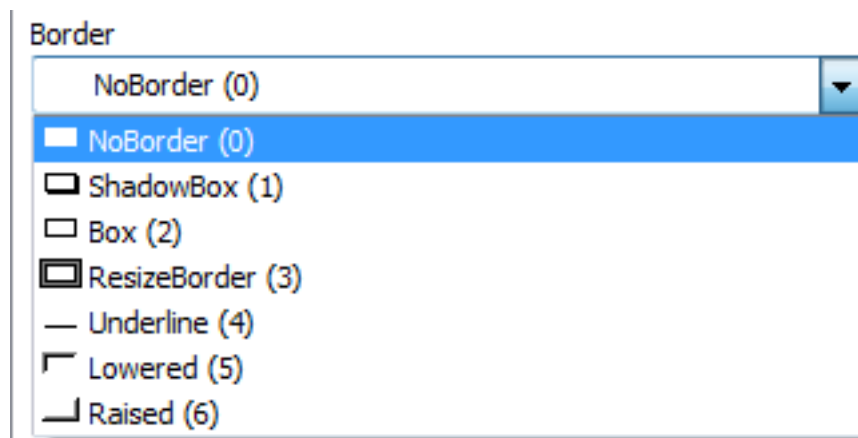 Border
NoBorder (0)
NoBorder (0)
ShadowBox (1)
Box (2)
ResizeBorder (3)
Underline (4)
Lowered (5)
Raised (6)